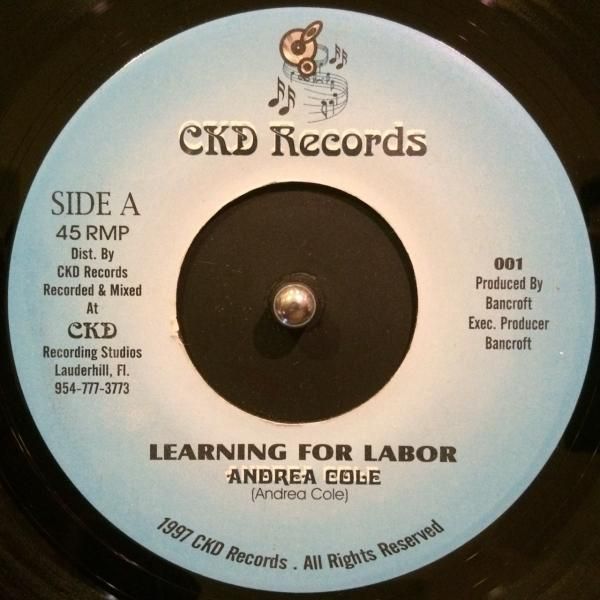 CKD Records
SIDE A
45 RMP
Dist. By
CKD Records
Recorded & Mixed
At
CKD
Recording Studios
Lauderhill, Fl.
954-777-3773
001
Produced By
Bancroft
Exec. Producer
Bancroft
LEARNING FOR LABOR
ANDREA COLE
(Andrea Cole)
1997 CKD Records . All Rights Reserved